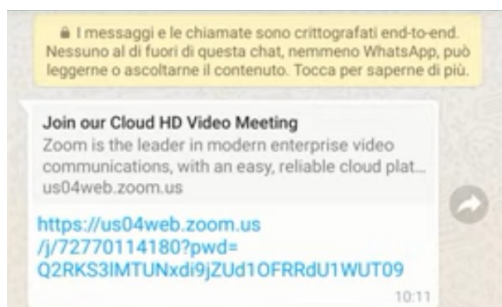 I messaggi e le chiamate sono crittografati end-to-end.
Nessuno al di fuori di questa chat, nemmeno WhatsApp, può
leggerne o ascoltarne il contenuto. Tocca per saperne di più.
Join our Cloud HD Video Meeting
Zoom is the leader in modern enterprise video
communications, with an easy, reliable cloud plat...
us04web.zoom.us
https://us04web.zoom.us
/j/72770114180?pwd=
Q2RKS3lMTUNxdi9jZUd1OFRRdU1WUT09
10:11